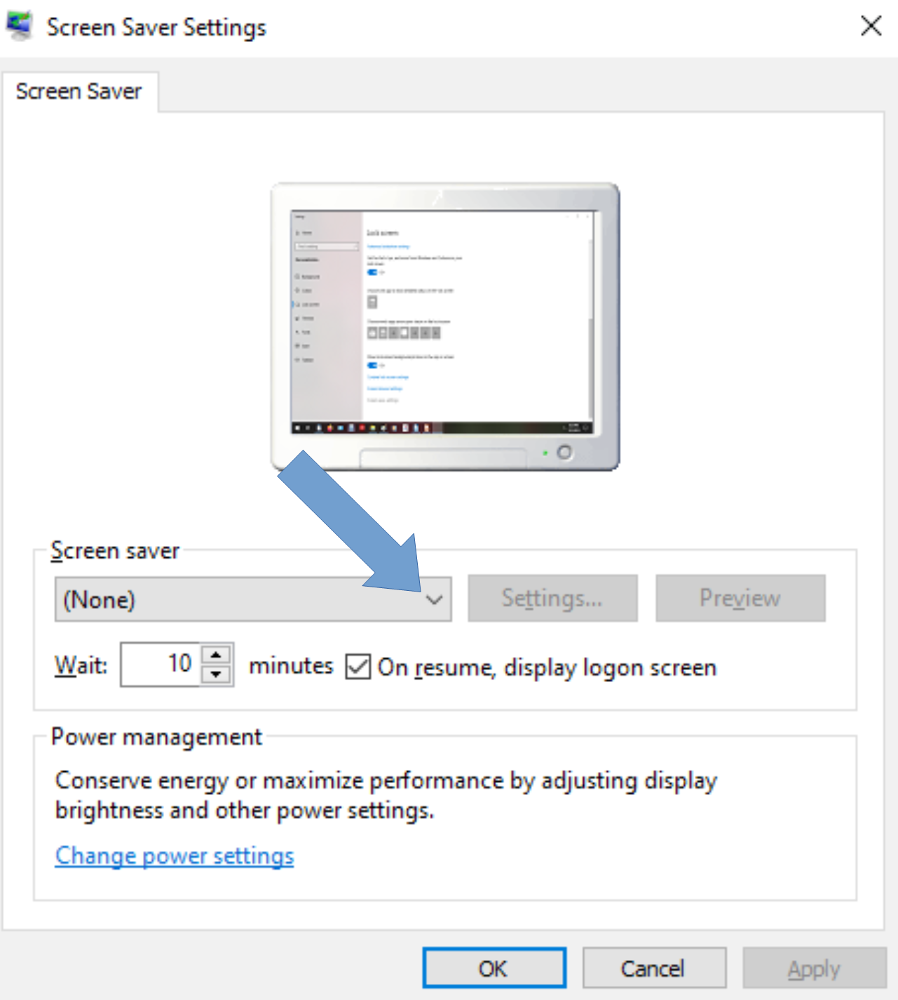 Screen Saver Settings
Screen Saver
Lock screen
Screen saver
(None)
Settings...
Preview
Wait: 10 minutes On resume, display logon screen
Power management
Conserve energy or maximize performance by adjusting display
brightness and other power settings.
Change power settings
OK Cancel Apply